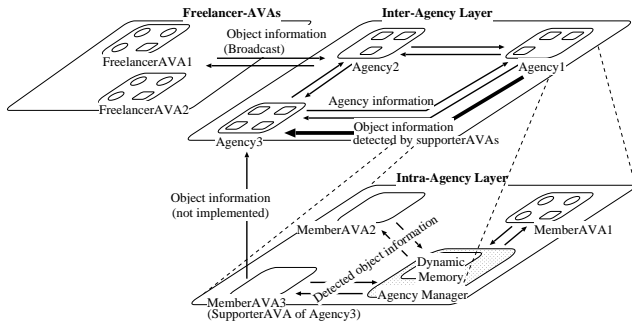 Freelancer-AVAs
Inter-Agency Layer
Object information
(Broadcast)
FreelancerAVA1
Agency2
Agency1
FreelancerAVA2
Agency information
Object information
detected by supporterAVAs
Agency3
Intra-Agency Layer
Object information
(not implemented)
MemberAVA2
MemberAVA1
Detected object information
Dynamic
Memory
MemberAVA3
Agency Manager
(SupporterAVA of Agency3)